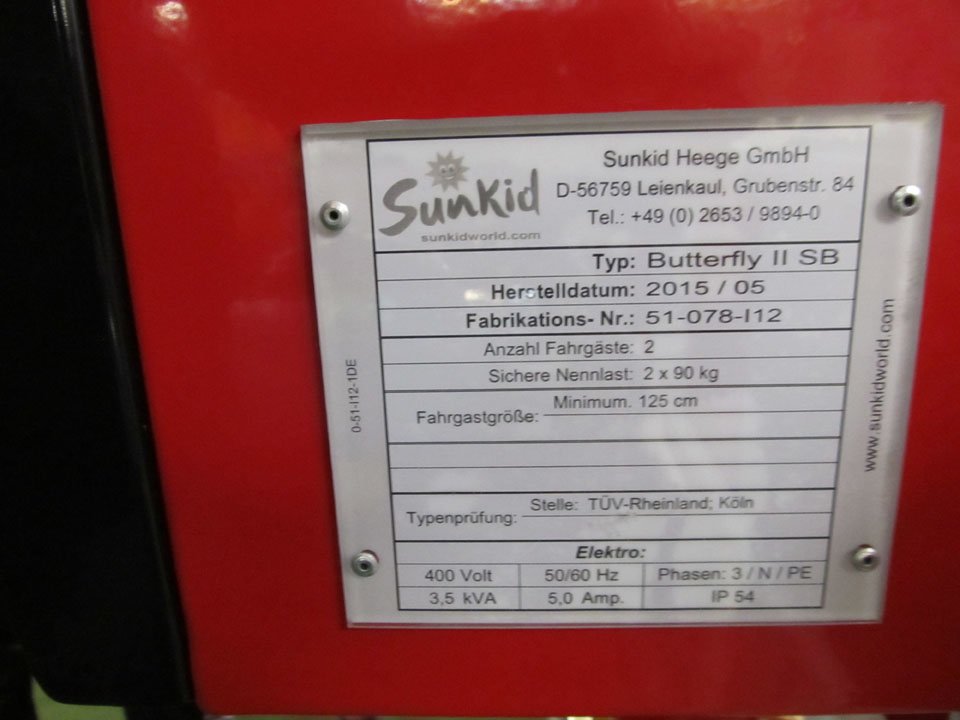 SunKid
sunkidworld.com
Sunkid Heege GmbH
D-56759 Leienkaul, Grubenstr. 84
Tel.: +49 (0) 2653 / 9894-0
Typ: Butterfly II SB
Herstelldatum: 2015 / 05
Fabrikations- Nr.: 51-078-I12
Anzahl Fahrgäste: 2
Sichere Nennlast: 2 x 90 kg
Fahrgastgröße: Minimum. 125 cm
Typenprüfung: Stelle: TÜV-Rheinland; Köln
Elektro:
400 Volt 50/60 Hz Phasen: 3 / N / PE
3,5 kVA 5,0 Amp. IP 54
0-51-I12-1DE
www.sunkidworld.com